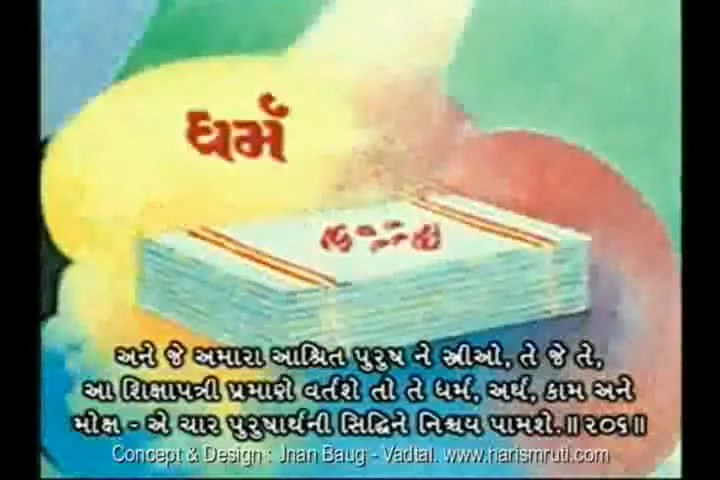 ધર્મ
અને જે અમારા આશ્રિત પુરુષ ને સ્ત્રીઓ, તે જે તે,
આ શિક્ષાપત્રી પ્રમાણે વર્તશે તો તે ધર્મ, અર્થ, કામ અને
મોક્ષ - એ ચાર પુરુષાર્થની સિદ્ધિને નિશ્ચય પામશે.॥૨૦૬॥
Concept & Design : Jnan Baug - Vadtal. www.harismruti.com